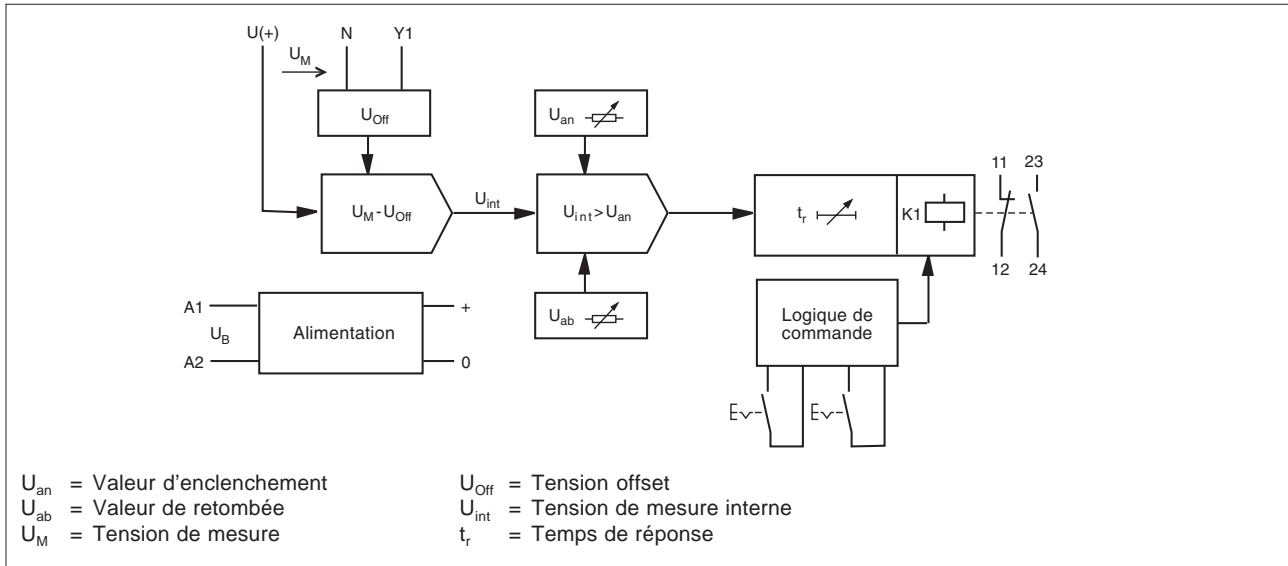 U(+) N Y1
U_M
U_Off
U_an
11 23
U_M - U_Off
U_int
U_int > U_an
t_r
K1
12 24
A1 +
U_B Alimentation
A2 0
U_ab
Logique de
commande
U_an = Valeur d'enclenchement
U_ab = Valeur de retombée
U_M = Tension de mesure
U_Off = Tension offset
U_int = Tension de mesure interne
t_r = Temps de réponse